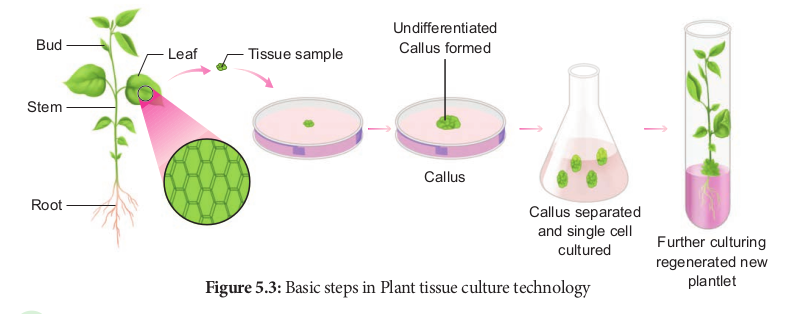 Bud
Leaf
Tissue sample
Stem
Root
Undifferentiated
Callus formed
Callus
Callus separated
and single cell
cultured
Further culturing
regenerated new
plantlet
Figure 5.3: Basic steps in Plant tissue culture technology